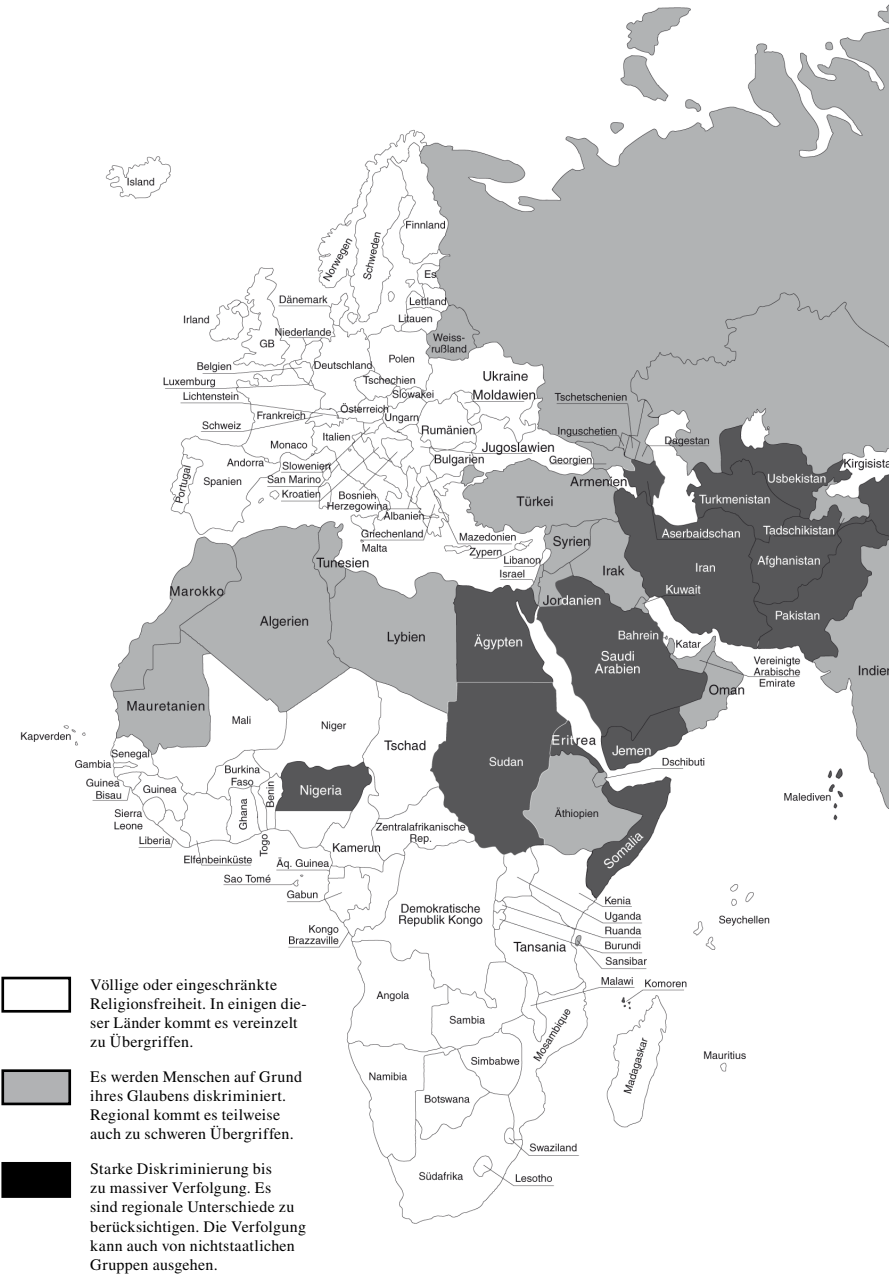 Island
Norwegen
Schweden
Finnland
Es
Dänemark
Lettland
Litauen
Irland
GB
Niederlande
Weiss-
rußland
Belgien
Deutschland
Polen
Luxemburg
Tschechien
Ukraine
Lichtenstein
Slowakei
Moldawien
Tschetschenien
Schweiz
Frankreich
Österreich
Ungarn
Rumänien
Inguschetien
Dagestan
Monaco
Italien
Jugoslawien
Georgien
Kirgisista
Portugal
Andorra
Slowenien
Bulgarien
Spanien
San Marino
Armenien
Usbekistan
Kroatien
Bosnien
Herzegowina
Türkei
Turkmenistan
Albanien
Griechenland
Mazedonien
Aserbaidschan
Tadschikistan
Malta
Zypern
Syrien
Tunesien
Libanon
Israel
Irak
Iran
Afghanistan
Marokko
Jordanien
Kuwait
Algerien
Lybien
Ägypten
Pakistan
Bahrein
Katar
Saudi
Arabien
Vereinigte
Arabische
Emirate
Indien
Oman
Mauretanien
Mali
Niger
Tschad
Kapverden
Eritrea
Jemen
Senegal
Gambia
Sudan
Dschibuti
Guinea
Bisau
Guinea
Burkina
Faso
Benin
Nigeria
Malediven
Sierra
Leone
Ghana
Äthiopien
Liberia
Togo
Zentralafrikanische
Rep.
Kamerun
Somalia
Elfenbeinküste
Äq. Guinea
Sao Tomé
Gabun
Kenia
Demokratische
Republik Kongo
Uganda
Seychellen
Kongo
Brazzaville
Ruanda
Tansania
Burundi
Sansibar
Malawi
Komoren
Angola
Sambia
Mosambique
Madagaskar
Mauritius
Simbabwe
Namibia
Botswana
Swaziland
Südafrika
Lesotho
Völlige oder eingeschränkte
Religionsfreiheit. In einigen die-
ser Länder kommt es vereinzelt
zu Übergriffen.
Es werden Menschen auf Grund
ihres Glaubens diskriminiert.
Regional kommt es teilweise
auch zu schweren Übergriffen.
Starke Diskriminierung bis
zu massiver Verfolgung. Es
sind regionale Unterschiede zu
berücksichtigen. Die Verfolgung
kann auch von nichtstaatlichen
Gruppen ausgehen.